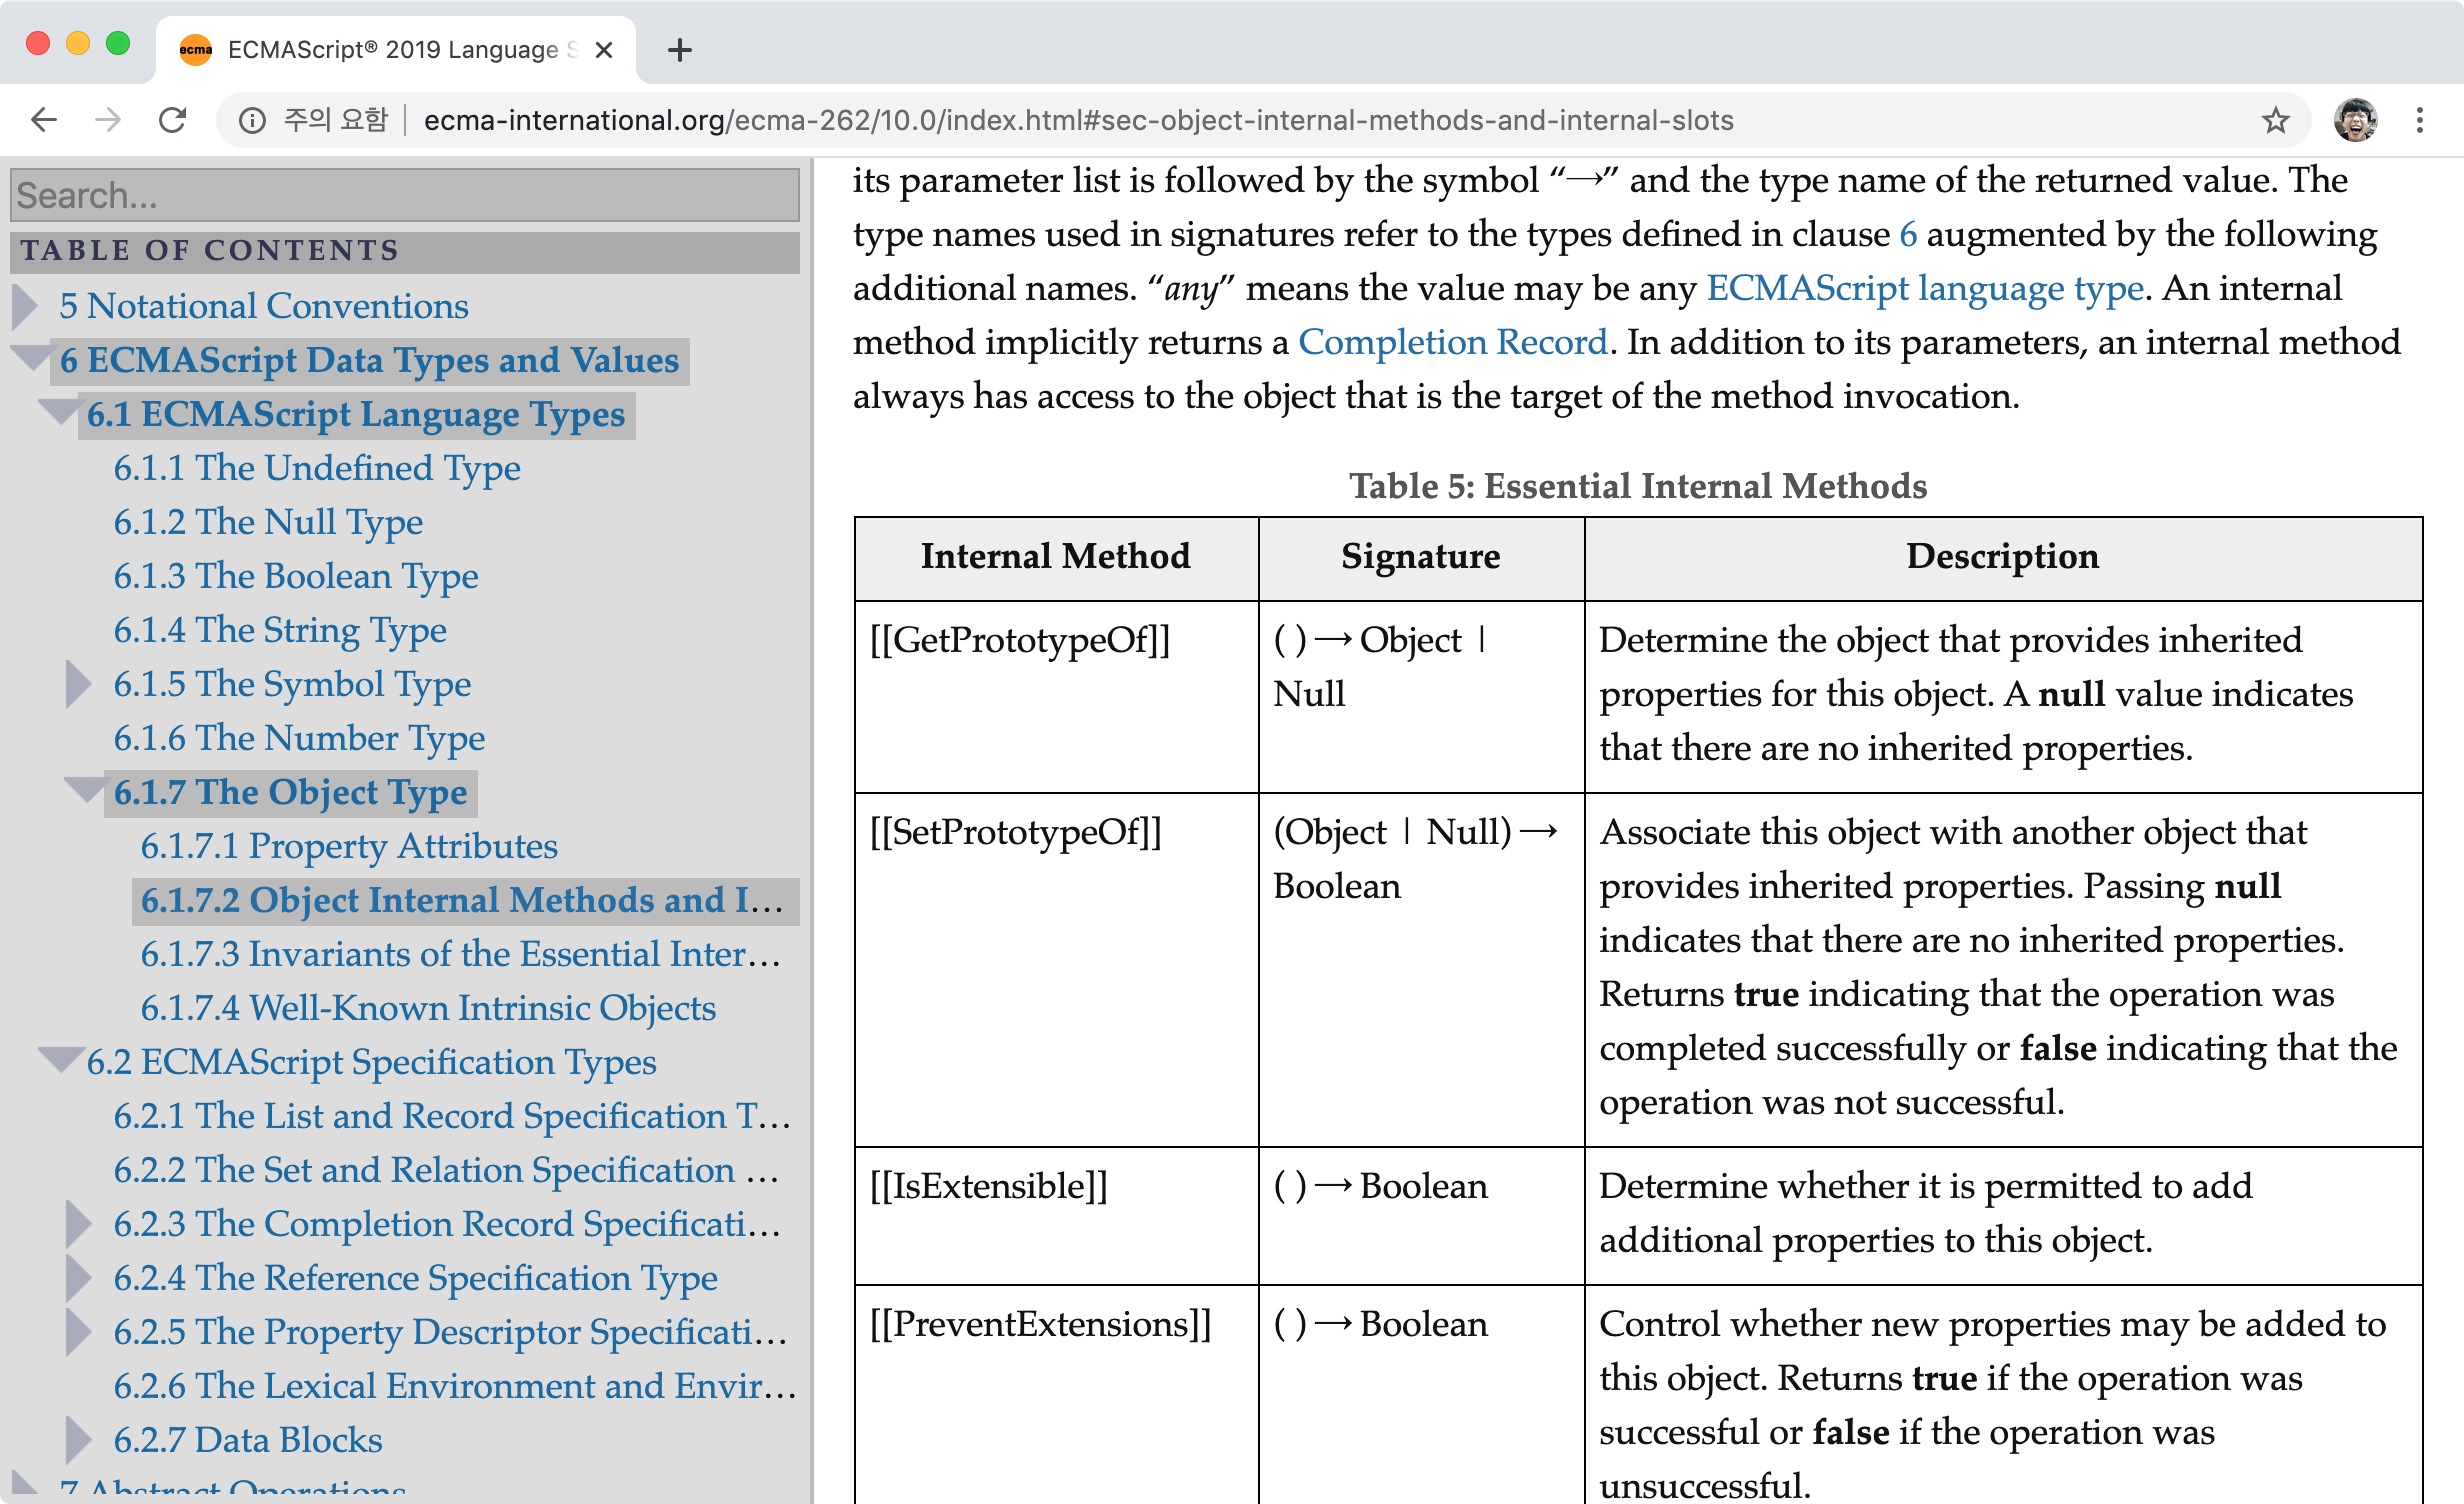 ecma ECMAScript® 2019 Language S
주의 요함 ecma-international.org/ecma-262/10.0/index.html#sec-object-internal-methods-and-internal-slots
Search...
TABLE OF CONTENTS
5 Notational Conventions
6 ECMAScript Data Types and Values
6.1 ECMAScript Language Types
6.1.1 The Undefined Type
6.1.2 The Null Type
6.1.3 The Boolean Type
6.1.4 The String Type
6.1.5 The Symbol Type
6.1.6 The Number Type
6.1.7 The Object Type
6.1.7.1 Property Attributes
6.1.7.2 Object Internal Methods and I…
6.1.7.3 Invariants of the Essential Inter…
6.1.7.4 Well-Known Intrinsic Objects
6.2 ECMAScript Specification Types
6.2.1 The List and Record Specification T…
6.2.2 The Set and Relation Specification …
6.2.3 The Completion Record Specificati…
6.2.4 The Reference Specification Type
6.2.5 The Property Descriptor Specificati…
6.2.6 The Lexical Environment and Envir…
6.2.7 Data Blocks
7 Abstract Operations
its parameter list is followed by the symbol “→” and the type name of the returned value. The
type names used in signatures refer to the types defined in clause 6 augmented by the following
additional names. “any” means the value may be any ECMAScript language type. An internal
method implicitly returns a Completion Record. In addition to its parameters, an internal method
always has access to the object that is the target of the method invocation.
Table 5: Essential Internal Methods
Internal Method Signature Description
[[GetPrototypeOf]] ( ) → Object | Determine the object that provides inherited
Null properties for this object. A null value indicates
that there are no inherited properties.
[[SetPrototypeOf]] (Object | Null) → Associate this object with another object that
Boolean provides inherited properties. Passing null
indicates that there are no inherited properties.
Returns true indicating that the operation was
completed successfully or false indicating that the
operation was not successful.
[[IsExtensible]] ( ) → Boolean Determine whether it is permitted to add
additional properties to this object.
[[PreventExtensions]] ( ) → Boolean Control whether new properties may be added to
this object. Returns true if the operation was
successful or false if the operation was
unsuccessful.